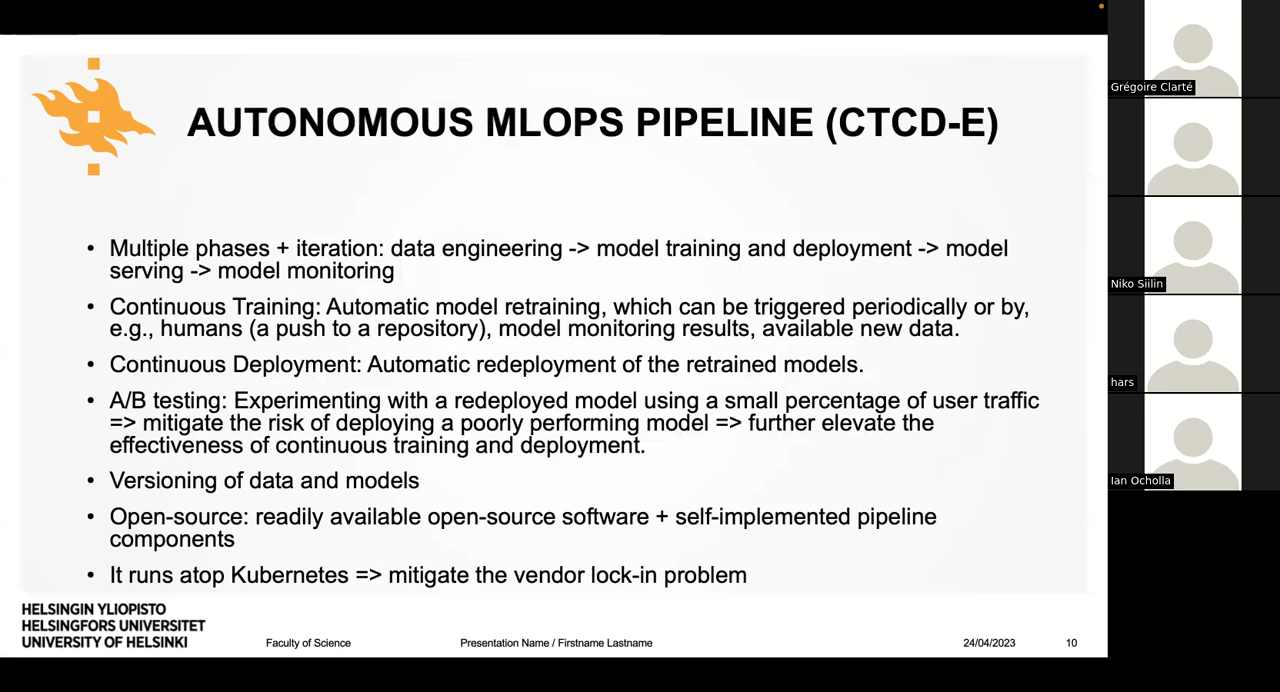 AUTONOMOUS MLOPS PIPELINE (CTCD-E)
• Multiple phases + iteration: data engineering -> model training and deployment -> model
serving -> model monitoring
• Continuous Training: Automatic model retraining, which can be triggered periodically or by,
e.g., humans (a push to a repository), model monitoring results, available new data.
• Continuous Deployment: Automatic redeployment of the retrained models.
• A/B testing: Experimenting with a redeployed model using a small percentage of user traffic
=> mitigate the risk of deploying a poorly performing model => further elevate the
effectiveness of continuous training and deployment.
• Versioning of data and models
• Open-source: readily available open-source software + self-implemented pipeline
components
• It runs atop Kubernetes => mitigate the vendor lock-in problem
HELSINGIN YLIOPISTO
HELSINGFORS UNIVERSITET
UNIVERSITY OF HELSINKI
Faculty of Science
Presentation Name / Firstname Lastname
24/04/2023
10
Grégoire Clarté
Niko Siilin
hars
Ian Ocholla